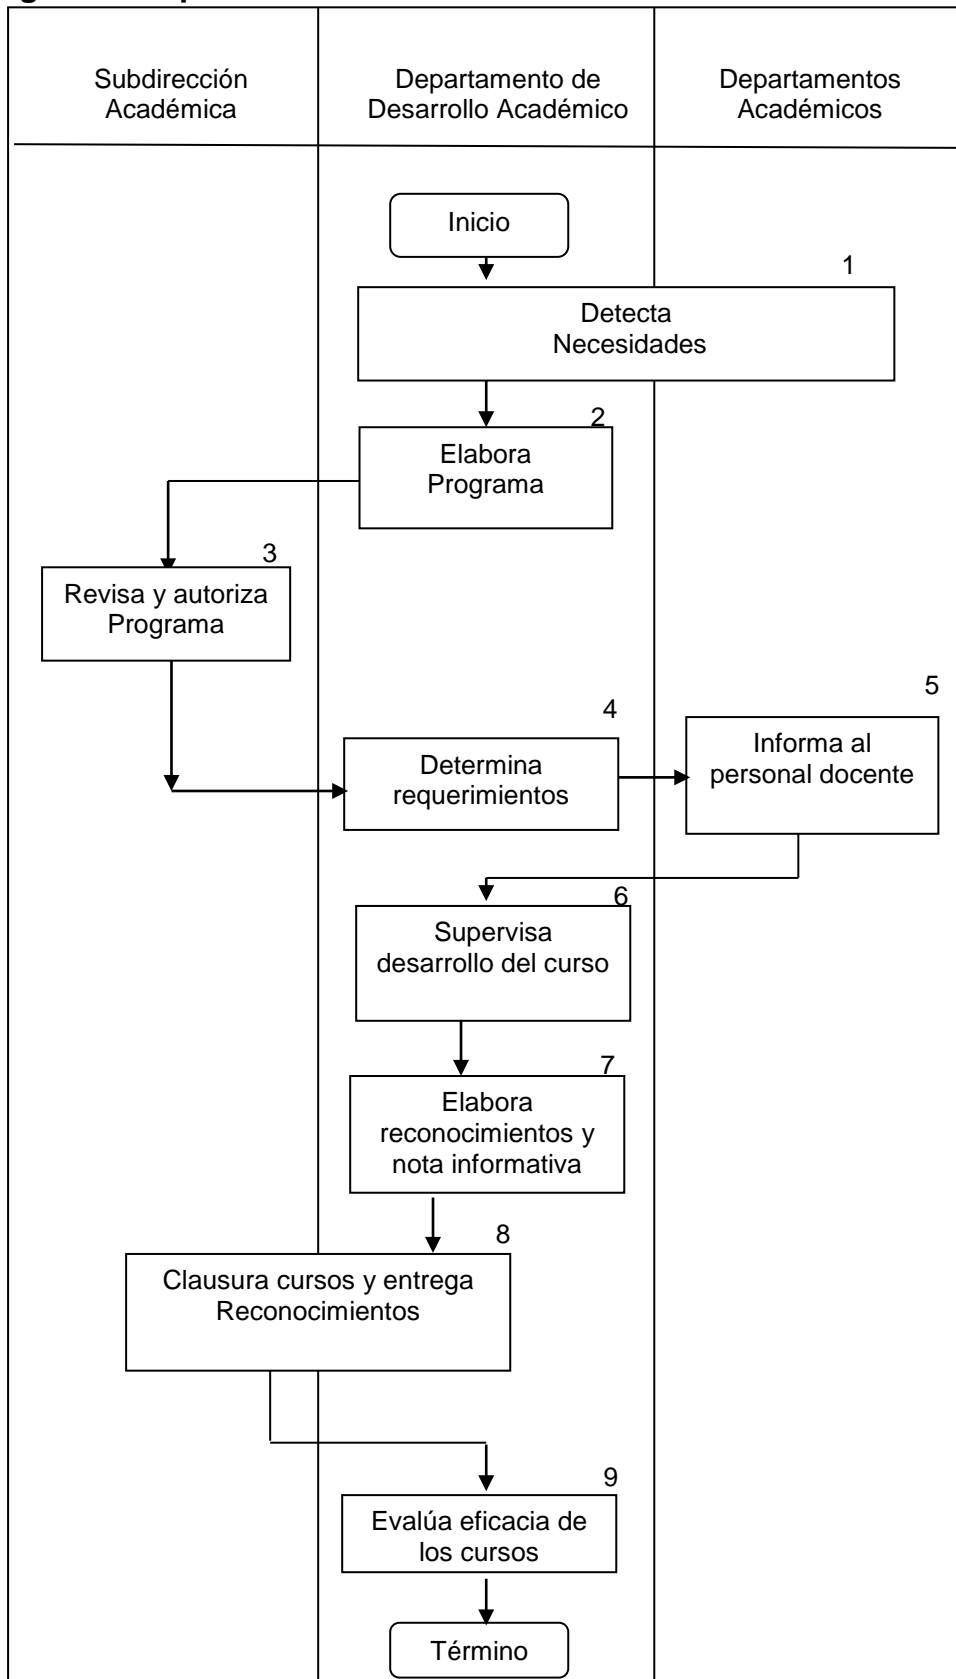 Subdirección
Académica
Departamento de
Desarrollo Académico
Departamentos
Académicos
Inicio
1
Detecta
Necesidades
2
Elabora
Programa
3
Revisa y autoriza
Programa
4
Determina
requerimientos
5
Informa al
personal docente
6
Supervisa
desarrollo del curso
7
Elabora
reconocimientos y
nota informativa
8
Clausura cursos y entrega
Reconocimientos
9
Evalúa eficacia de
los cursos
Término